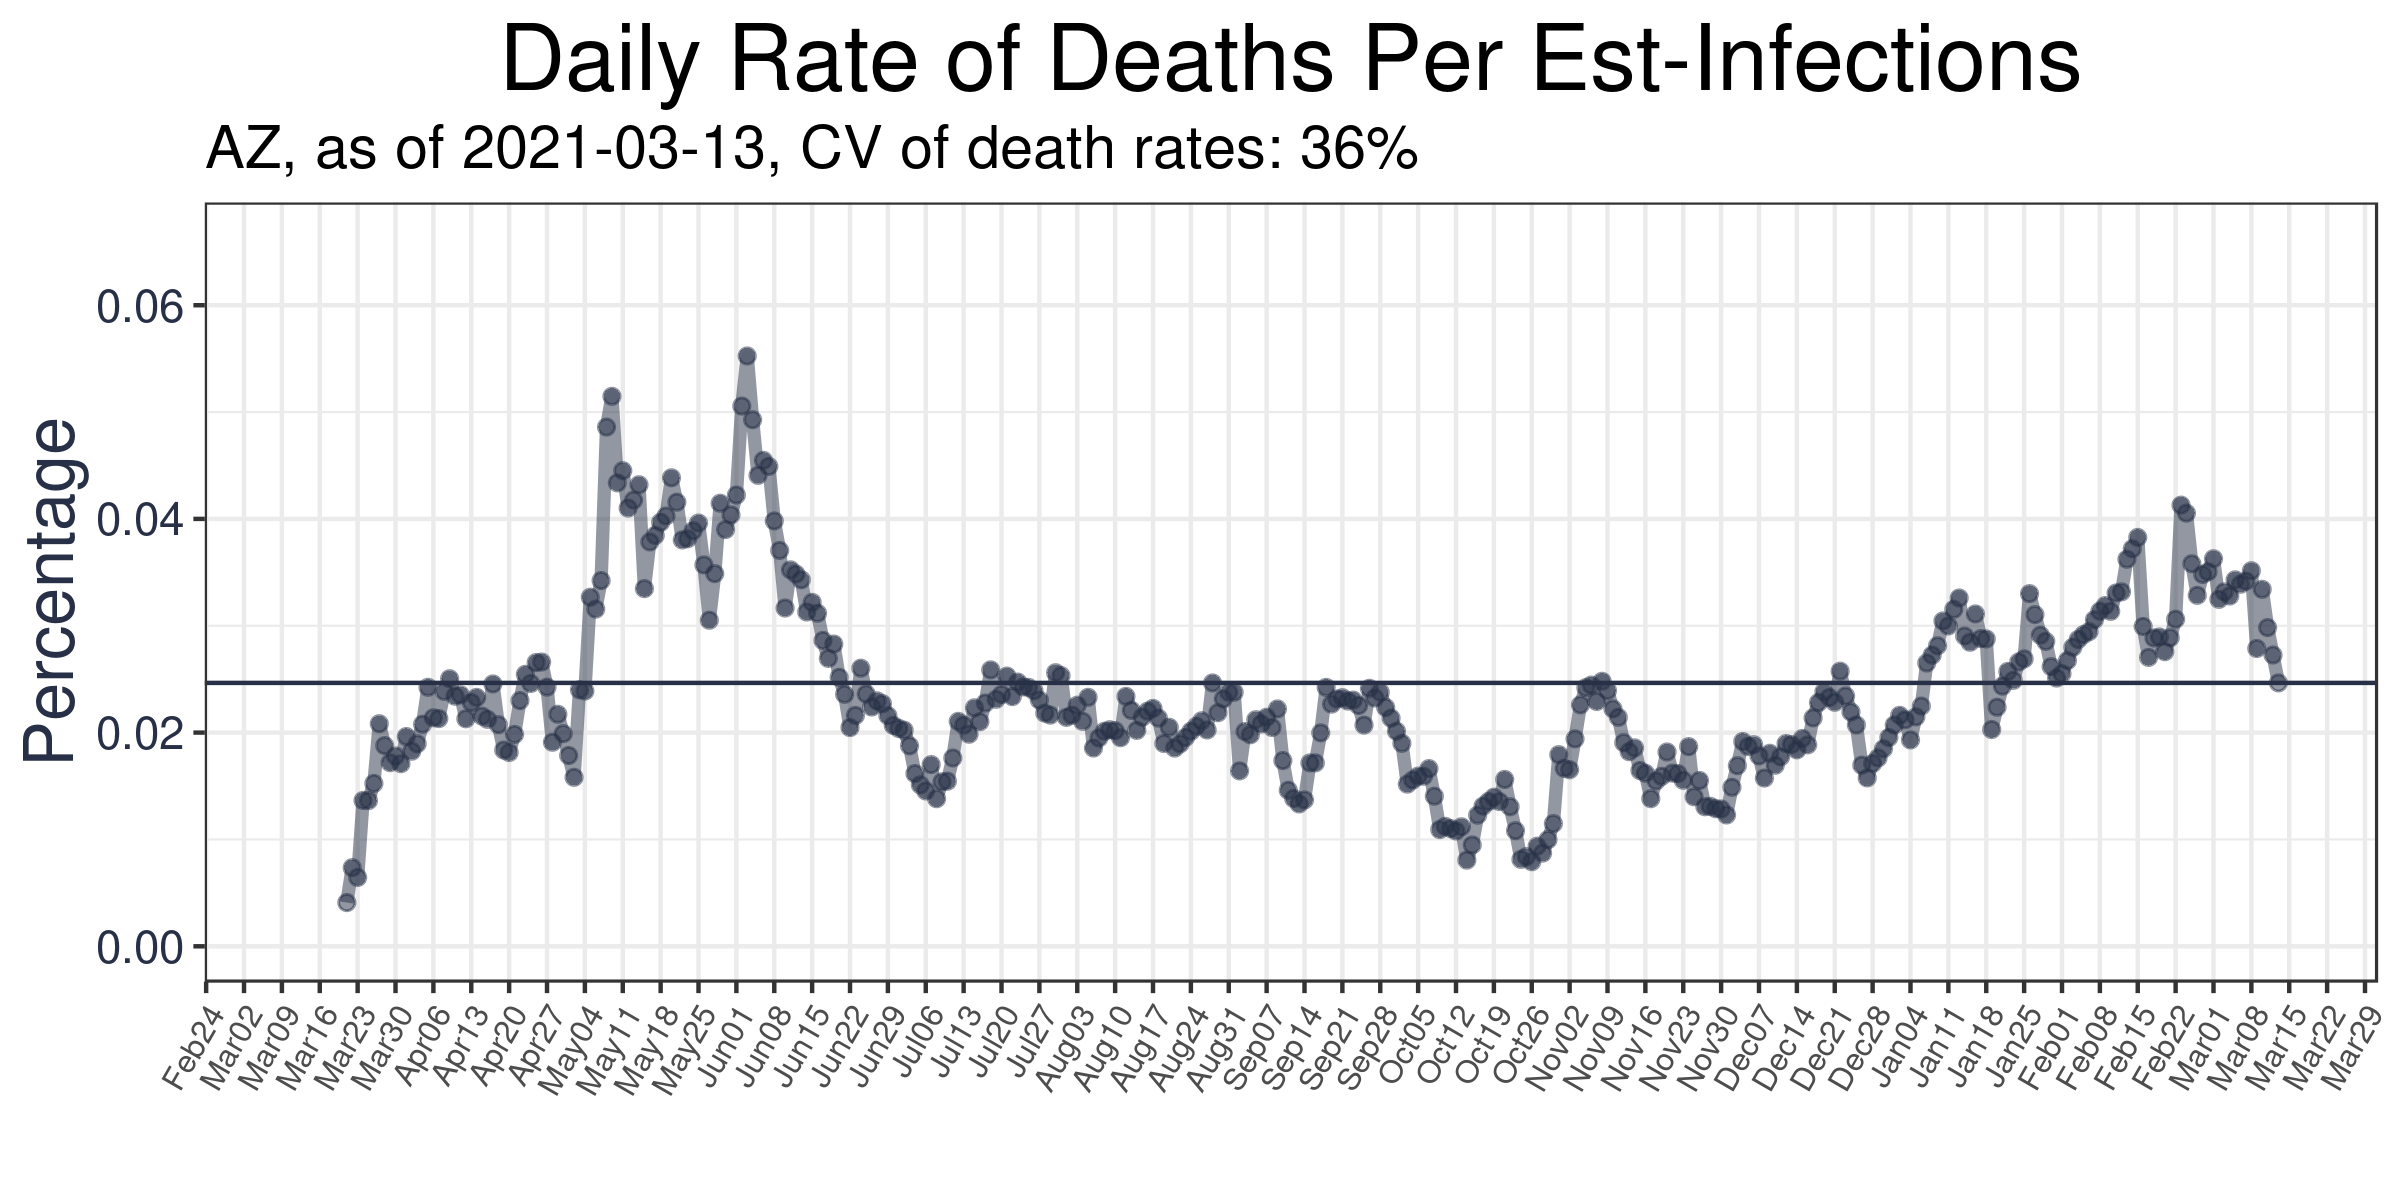 Daily Rate of Deaths Per Est-Infections
AZ, as of 2021-03-13, CV of death rates: 36%
Percentage
0.06
0.04
0.02
0.00
Feb24 Mar02 Mar09 Mar16 Mar23 Mar30 Apr06 Apr13 Apr20 Apr27 May04 May11 May18 May25 Jun01 Jun08 Jun15 Jun22 Jun29 Jul06 Jul13 Jul20 Jul27 Aug03 Aug10 Aug17 Aug24 Aug31 Sep07 Sep14 Sep21 Sep28 Oct05 Oct12 Oct19 Oct26 Nov02 Nov09 Nov16 Nov23 Nov30 Dec07 Dec14 Dec21 Dec28 Jan04 Jan11 Jan18 Jan25 Feb01 Feb08 Feb15 Feb22 Mar01 Mar08 Mar15 Mar22 Mar29